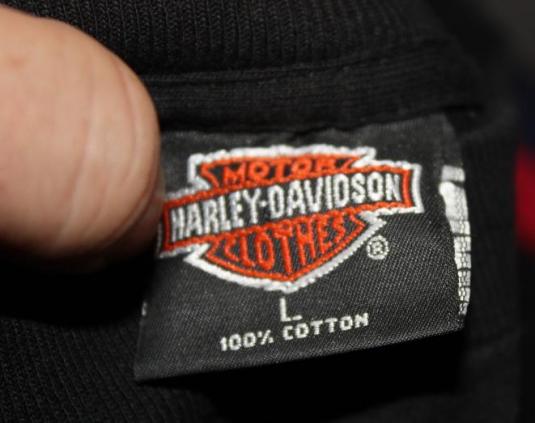 MOTOR
HARLEY-DAVIDSON
CLOTHES
®
L
100% COTTON